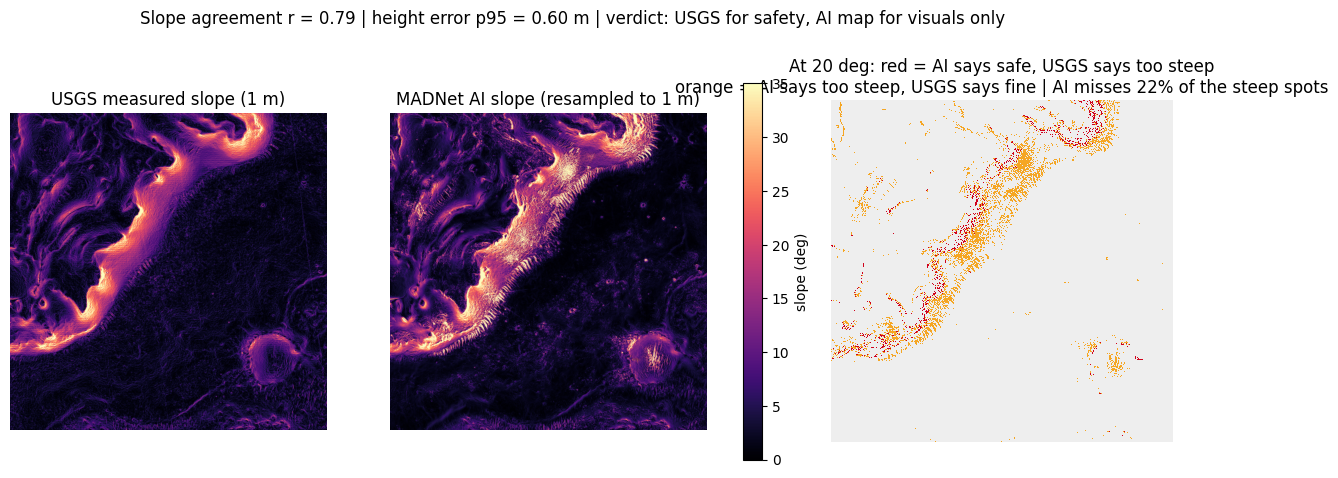 Slope agreement r = 0.79 | height error p95 = 0.60 m | verdict: USGS for safety, AI map for visuals only
USGS measured slope (1 m)
MADNet AI slope (resampled to 1 m)
35
30
25
20
15
10
5
0
slope (deg)
At 20 deg: red = AI says safe, USGS says too steep
orange = AI says too steep, USGS says fine | AI misses 22% of the steep spots